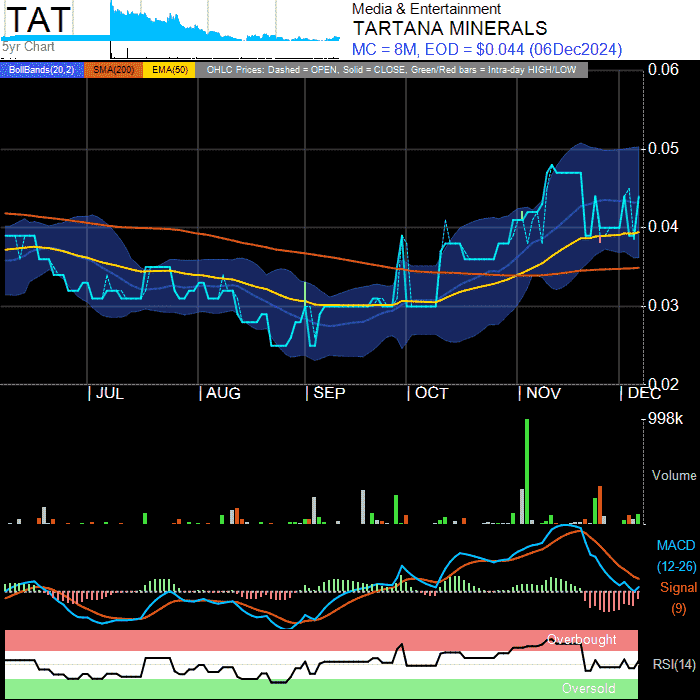 TAT
5yr Chart
Media & Entertainment
TARTANA MINERALS
MC = 8M, EOD = $0.044 (06Dec2024)
BollBands(20,2) SMA(200) EMA(50) OHLC Prices: Dashed = OPEN, Solid = CLOSE, Green/Red bars = Intra-day HIGH/LOW
0.06
0.05
0.04
0.03
0.02
JUL AUG SEP OCT NOV DEC
998k
Volume
MACD
(12-26)
Signal
(9)
Overbought
RSI(14)
Oversold